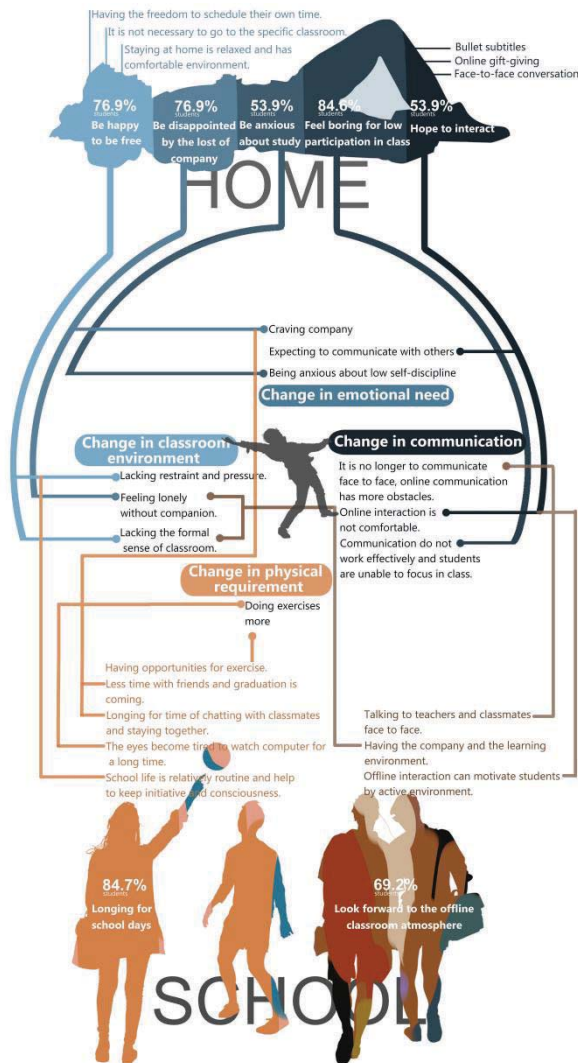 Having the freedom to schedule their own time.
It is not necessary to go to the specific classroom.
Staying at home is relaxed and has
comfortable environment.
Bullet subtitles
Online gift-giving
Face-to-face conversation
76.9%
students
Be happy
to be free
76.9%
students
Be disappointed
by the lost of
company
53.9%
students
Be anxious
about study
84.6%
students
Feel boring for low
participation in class
53.9%
students
Hope to interact
HOME
Craving company
Expecting to communicate with others
Being anxious about low self-discipline
Change in emotional need
Change in classroom
environment
Lacking restraint and pressure.
Feeling lonely
without companion.
Lacking the formal
sense of classroom.
Change in communication
It is no longer to communicate
face to face, online communication
has more obstacles.
Online interaction is
not comfortable.
Communication do not
work effectively and students
are unable to focus in class.
Change in physical
requirement
Doing exercises
more
Having opportunities for exercise.
Less time with friends and graduation is
coming.
Longing for time of chatting with classmates
and staying together.
The eyes become tired to watch computer for
a long time.
School life is relatively routine and help
to keep initiative and consciousness.
Talking to teachers and classmates
face to face.
Having the company and the learning
environment.
Offline interaction can motivate students
by active environment.
84.7%
students
Longing for
school days
69.2%
students
Look forward to the offline
classroom atmosphere
SCHOOL